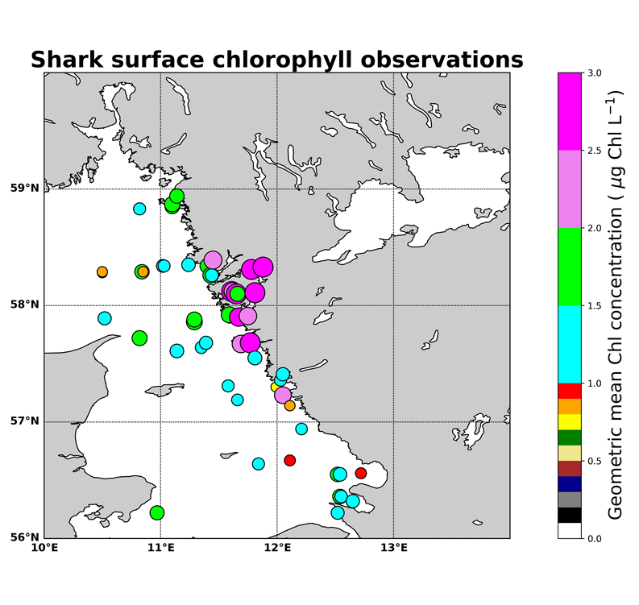 Shark surface chlorophyll observations
59°N
58°N
57°N
56°N
10°E
11°E
12°E
13°E
3.0
2.5
2.0
1.5
1.0
0.5
0.0
Geometric mean Chl concentration ( μg Chl L⁻¹)